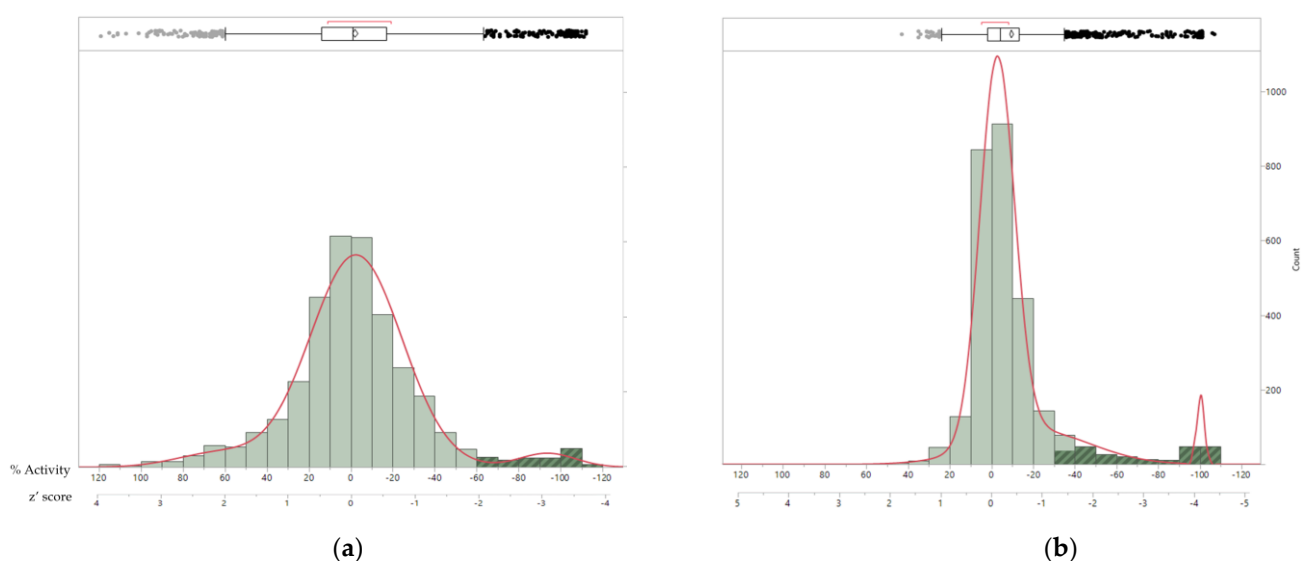 1000
800
600
400
200
Count
% Activity 120 100 80 60 40 20 0 -20 -40 -60 -80 -100 -120
z' score 4 3 2 1 0 -1 -2 -3 -4
120 100 80 60 40 20 0 -20 -40 -60 -80 -100 -120
5 4 3 2 1 0 -1 -2 -3 -4 -5
(a) (b)